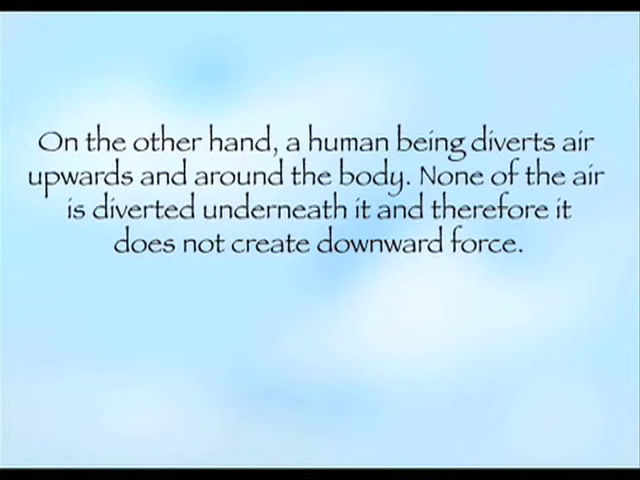 On the other hand, a human being diverts air
upwards and around the body. None of the air
is diverted underneath it and therefore it
does not create downward force.